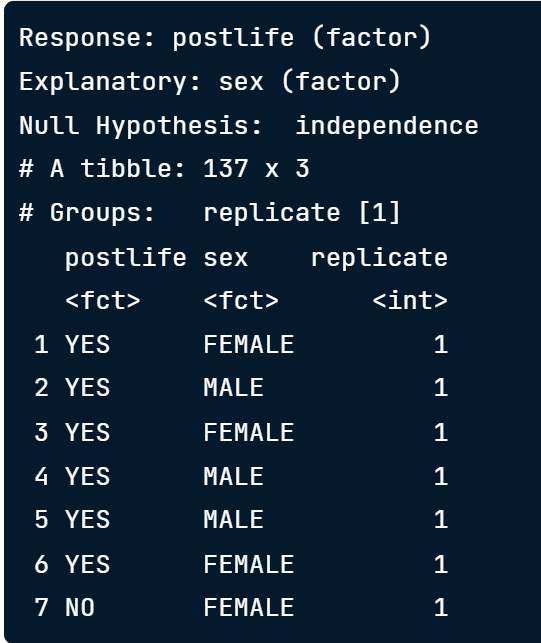 Response: postlife (factor)
Explanatory: sex (factor)
Null Hypothesis:  independence
# A tibble: 137 x 3
# Groups:   replicate [1]
   postlife sex    replicate
   <fct>    <fct>      <int>
 1 YES      FEMALE         1
 2 YES      MALE           1
 3 YES      FEMALE         1
 4 YES      MALE           1
 5 YES      MALE           1
 6 YES      FEMALE         1
 7 NO       FEMALE         1